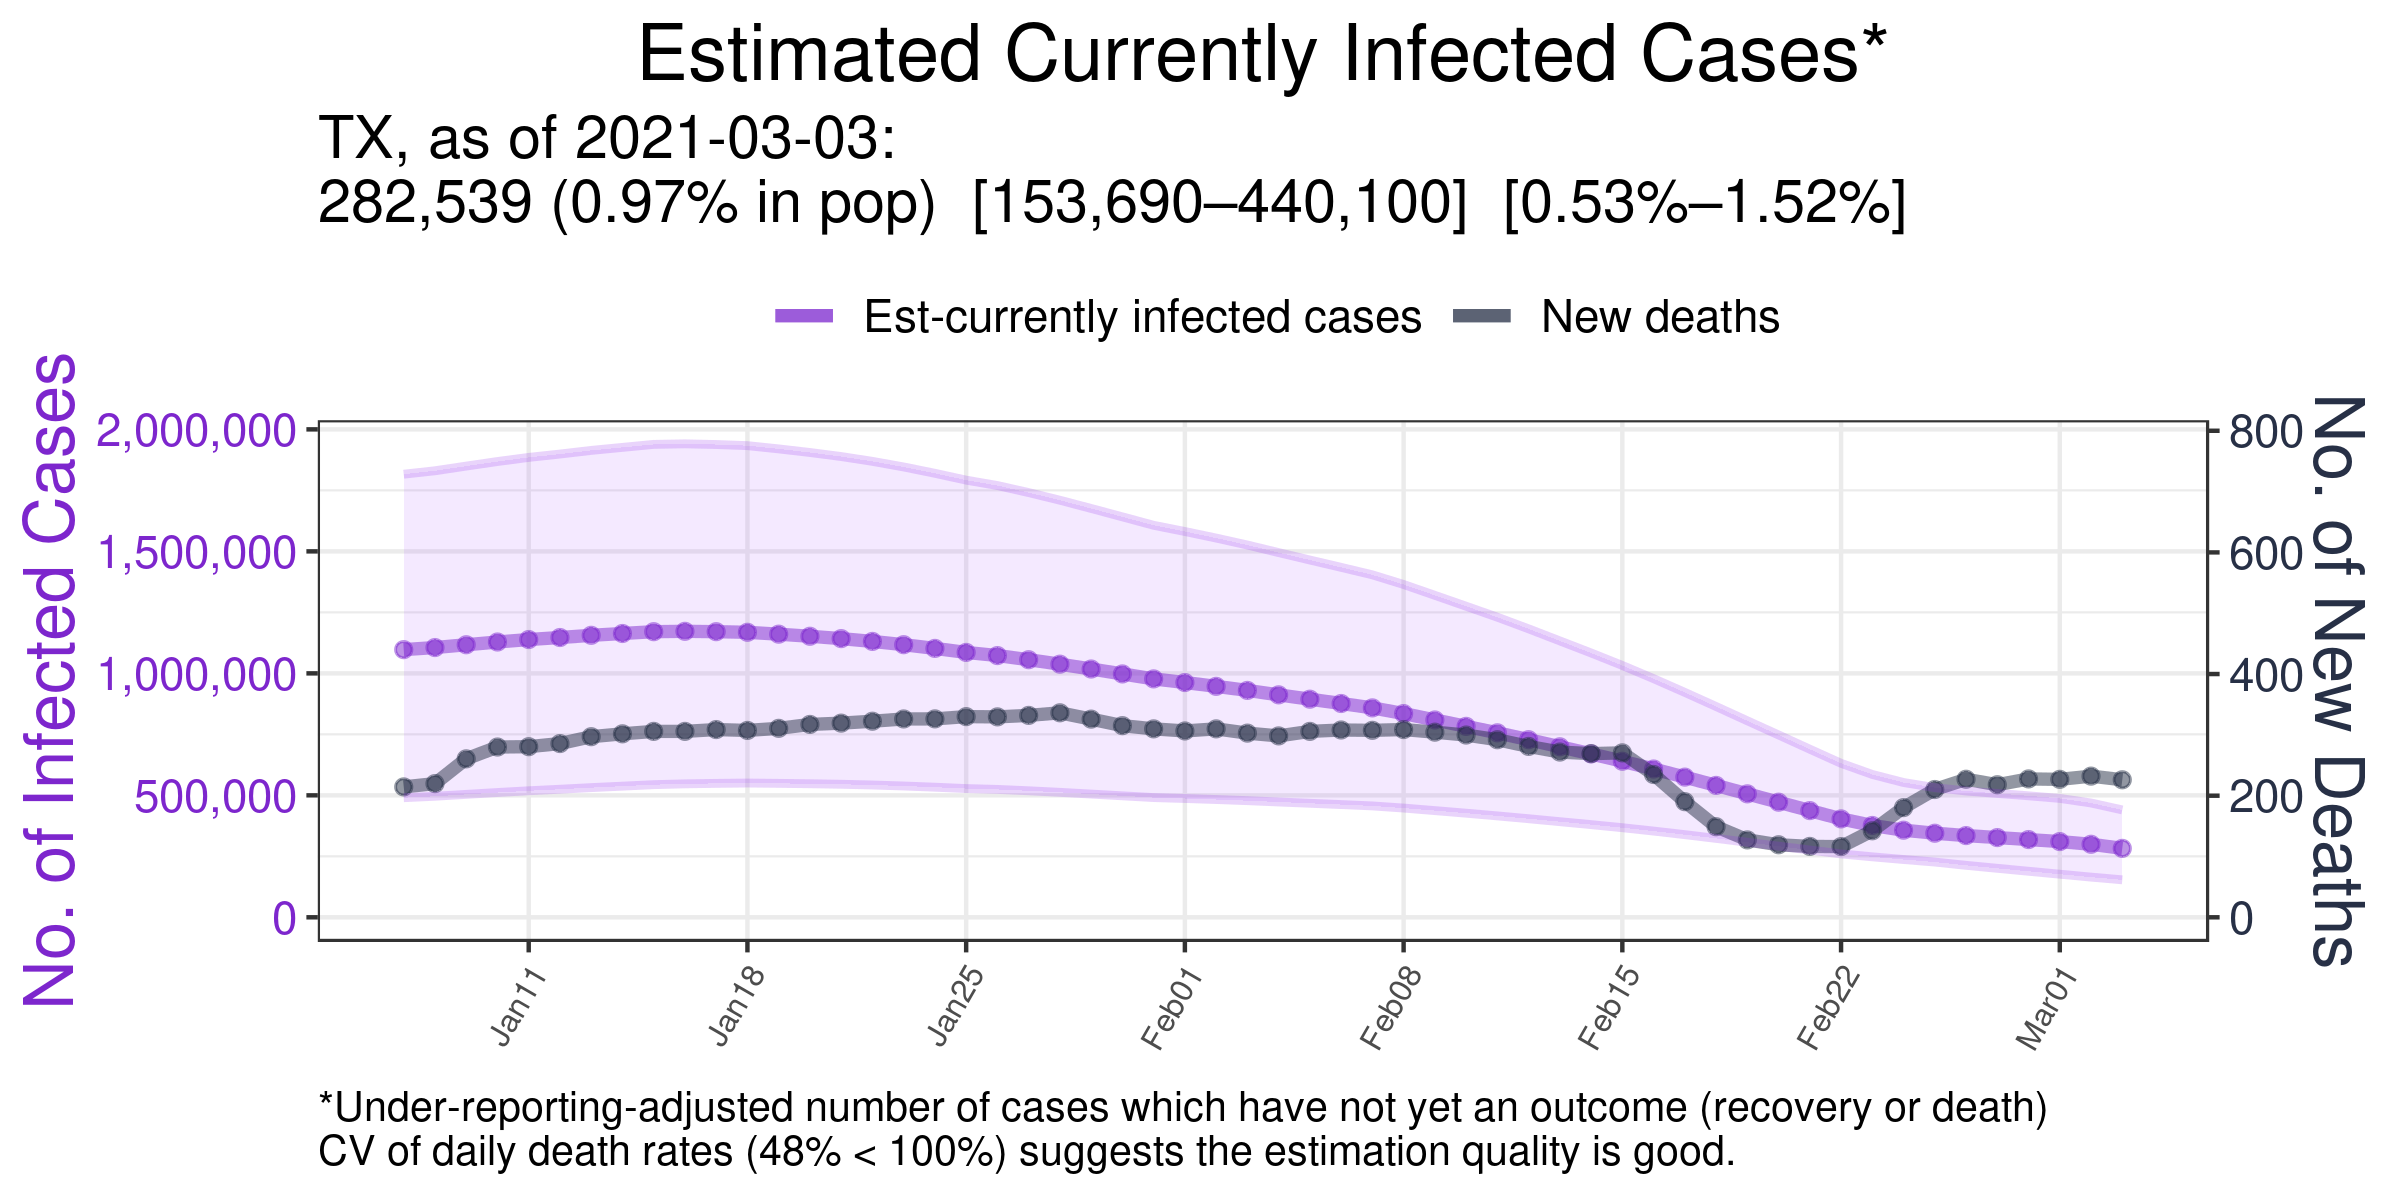 Estimated Currently Infected Cases*
TX, as of 2021-03-03:
282,539 (0.97% in pop)  [153,690–440,100]  [0.53%–1.52%]
Est-currently infected cases
New deaths
No. of Infected Cases
2,000,000
1,500,000
1,000,000
500,000
0
800
600
400
200
0
No. of New Deaths
Jan11
Jan18
Jan25
Feb01
Feb08
Feb15
Feb22
Mar01
*Under-reporting-adjusted number of cases which have not yet an outcome (recovery or death)
CV of daily death rates (48% < 100%) suggests the estimation quality is good.